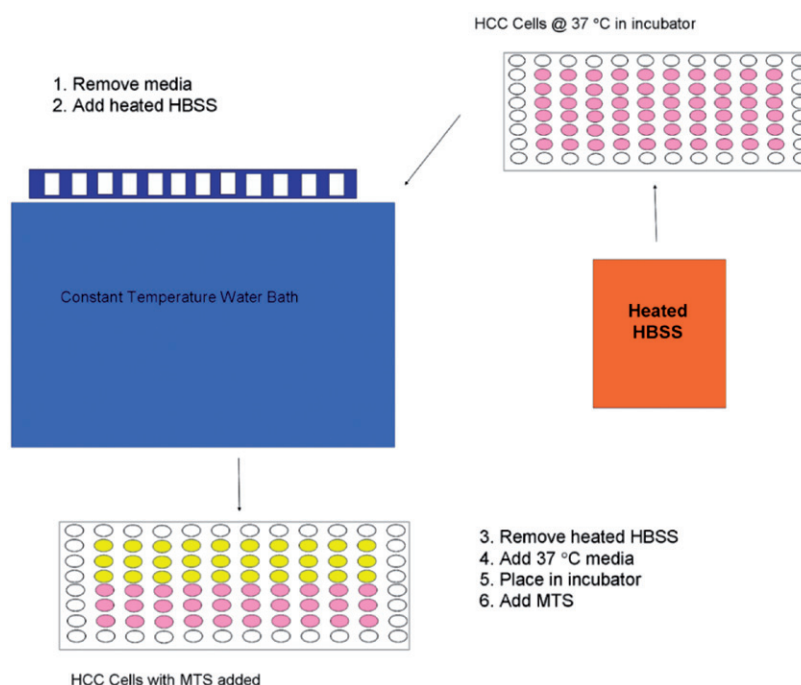 HCC Cells @ 37 °C in incubator
1. Remove media
2. Add heated HBSS
Constant Temperature Water Bath
Heated
HBSS
3. Remove heated HBSS
4. Add 37 °C media
5. Place in incubator
6. Add MTS
HCC Cells with MTS added